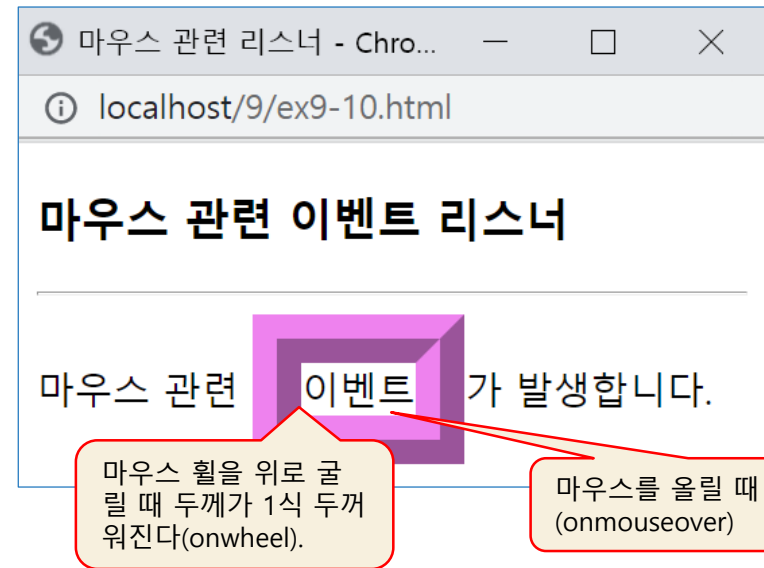 마우스 관련 리스너 - Chro...
localhost/9/ex9-10.html
마우스 관련 이벤트 리스너
마우스 관련 이벤트 가 발생합니다.
마우스 휠을 위로 굴
릴 때 두께가 1식 두꺼
워진다(onwheel).
마우스를 올릴 때
(onmouseover)